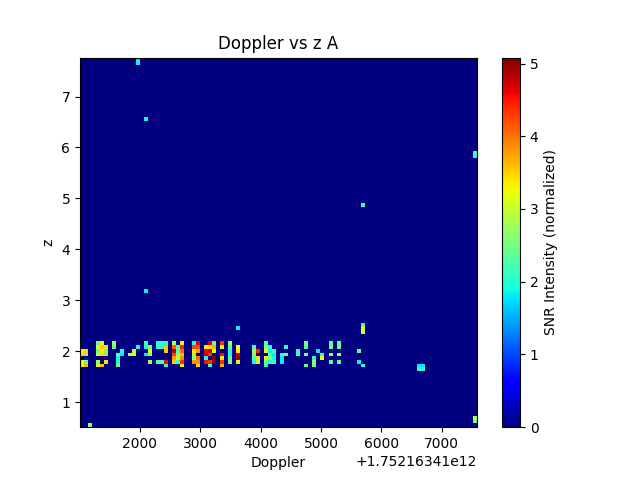 Doppler vs z A
z
7
6
5
4
3
2
1
2000 3000 4000 5000 6000 7000
Doppler
+1.75216341e12
5
4
3
2
1
0
SNR Intensity (normalized)